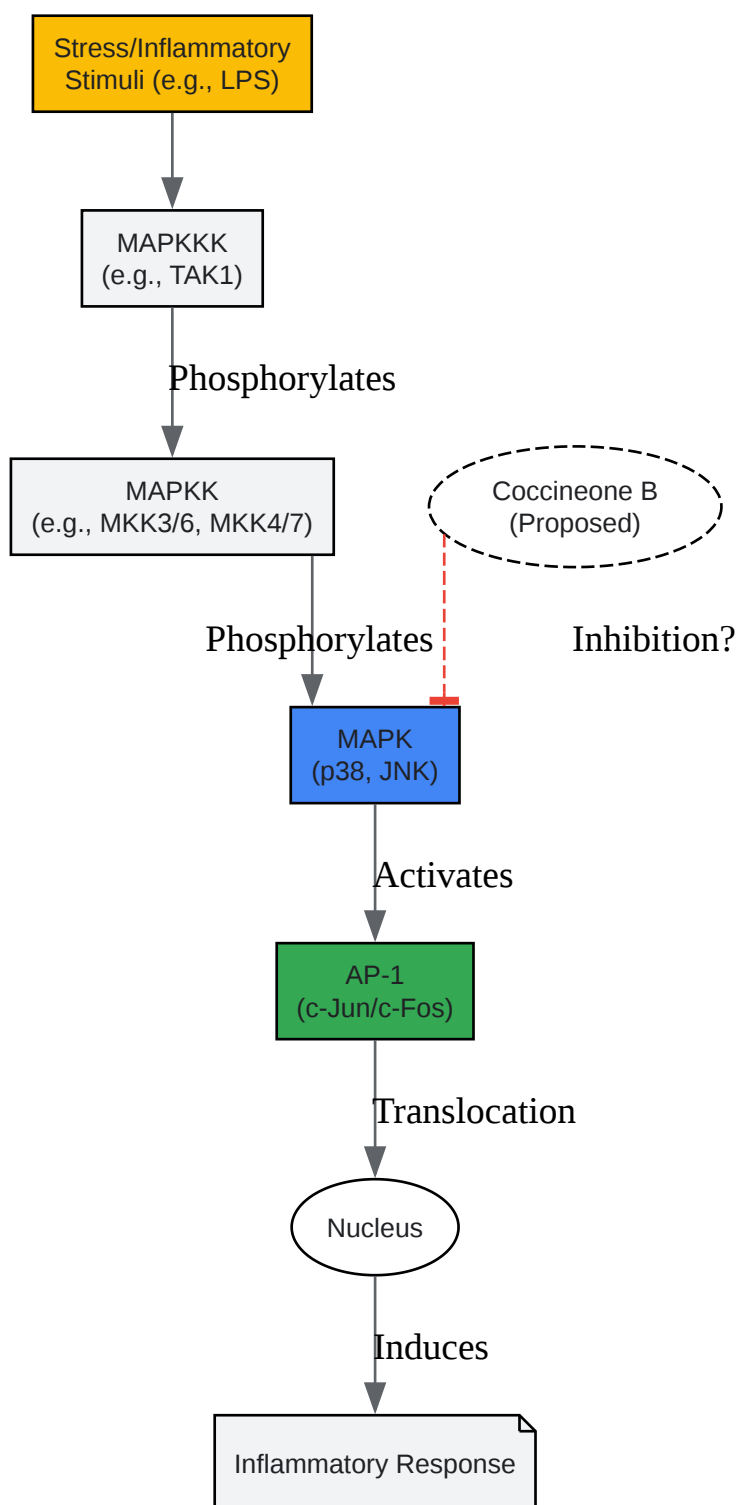 Stress/Inflammatory
Stimuli (e.g., LPS)
MAPKKK
(e.g., TAK1)
Phosphorylates
MAPKK
(e.g., MKK3/6, MKK4/7)
Coccineone B
(Proposed)
Phosphorylates
Inhibition?
MAPK
(p38, JNK)
Activates
AP-1
(c-Jun/c-Fos)
Translocation
Nucleus
Induces
Inflammatory Response